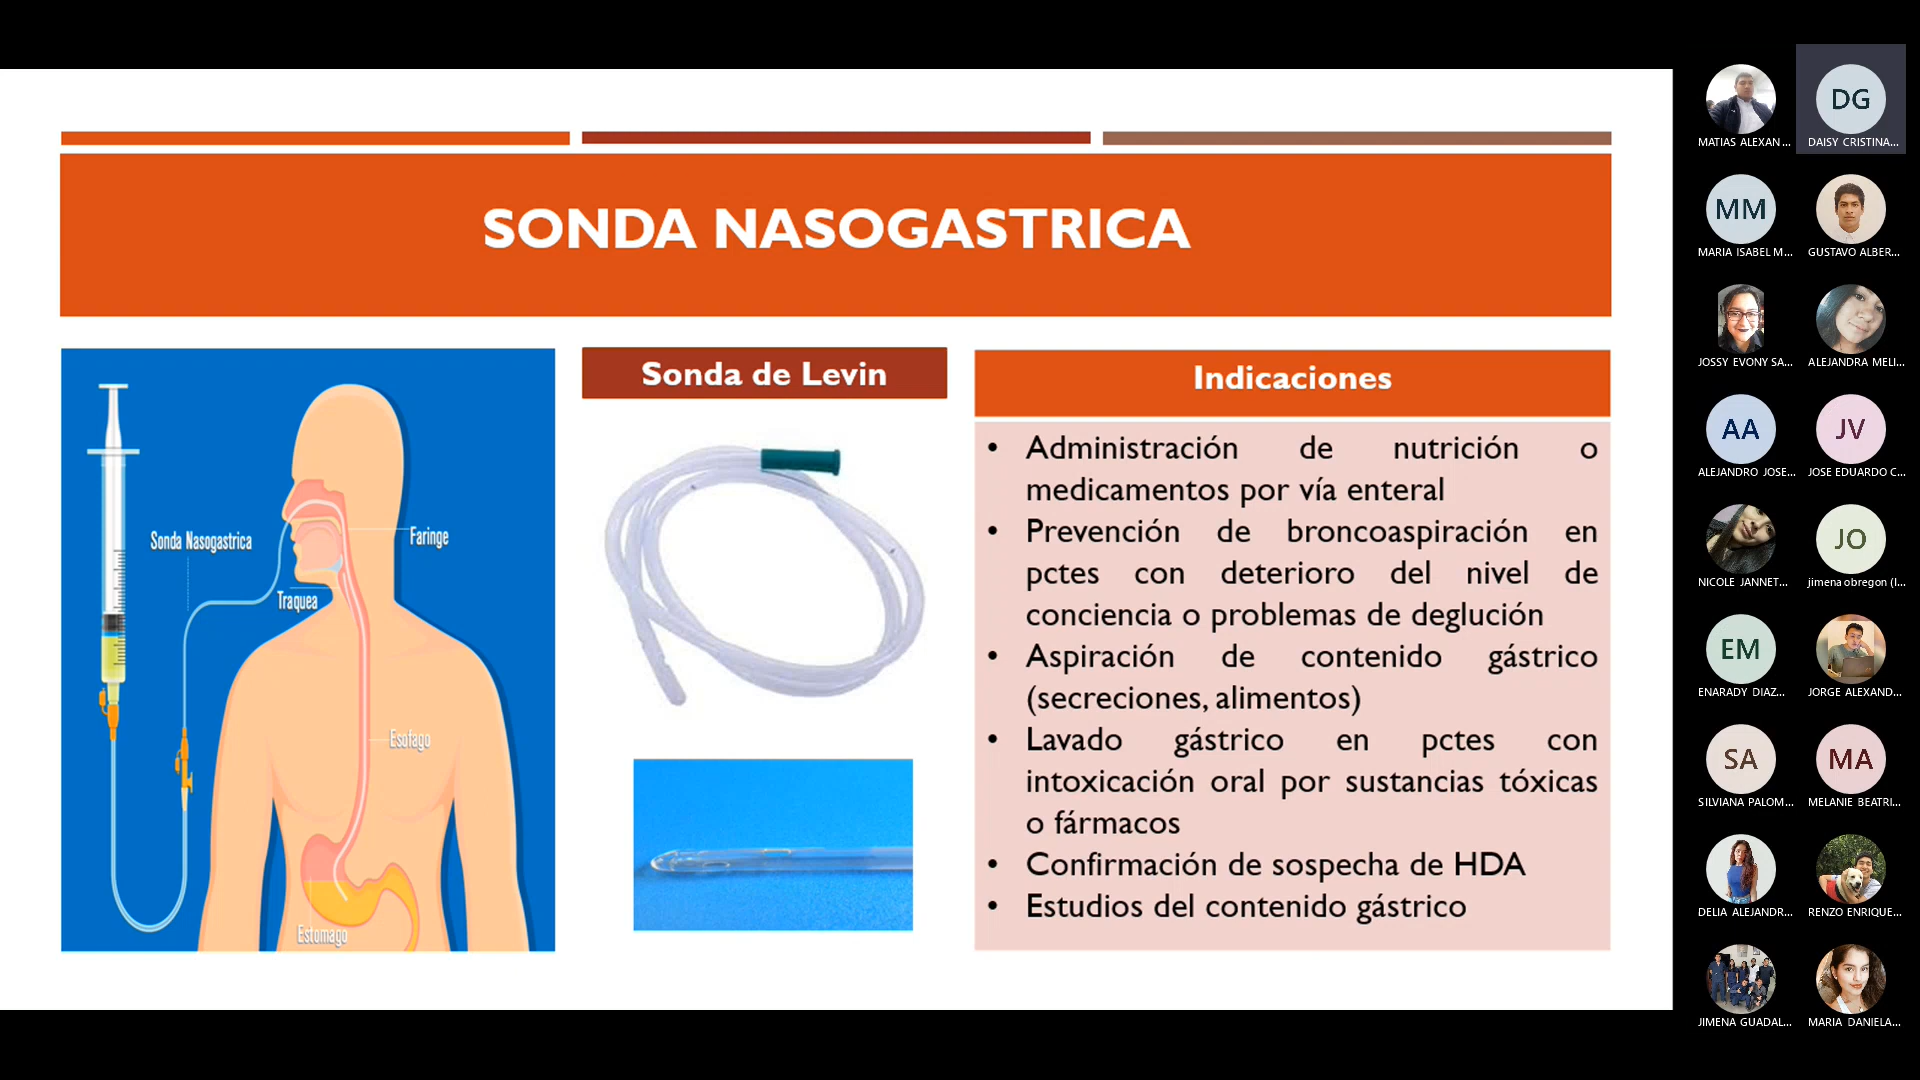 SONDA NASOGASTRICA
Sonda Nasogastrica
Faringe
Traquea
Esofago
Estomago
Sonda de Levin
Indicaciones
• Administración de nutrición o
medicamentos por vía enteral
• Prevención de broncoaspiración en
pctes con deterioro del nivel de
conciencia o problemas de deglución
• Aspiración de contenido gástrico
(secreciones, alimentos)
• Lavado gástrico en pctes con
intoxicación oral por sustancias tóxicas
o fármacos
• Confirmación de sospecha de HDA
• Estudios del contenido gástrico
MATIAS ALEXAN...
DG
DAISY CRISTINA...
MM
MARIA ISABEL M...
GUSTAVO ALBER...
JOSSY EVONY SA...
ALEJANDRA MELI...
AA
ALEJANDRO JOSE...
JV
JOSE EDUARDO C...
NICOLE JANNET...
JO
jimena obregon (I...
EM
ENARADY DIAZ...
JORGE ALEXAND...
SA
SILVIANA PALOM...
MA
MELANIE BEATRI...
DELIA ALEJANDR...
RENZO ENRIQUE...
JIMENA GUADAL...
MARIA DANIELA...